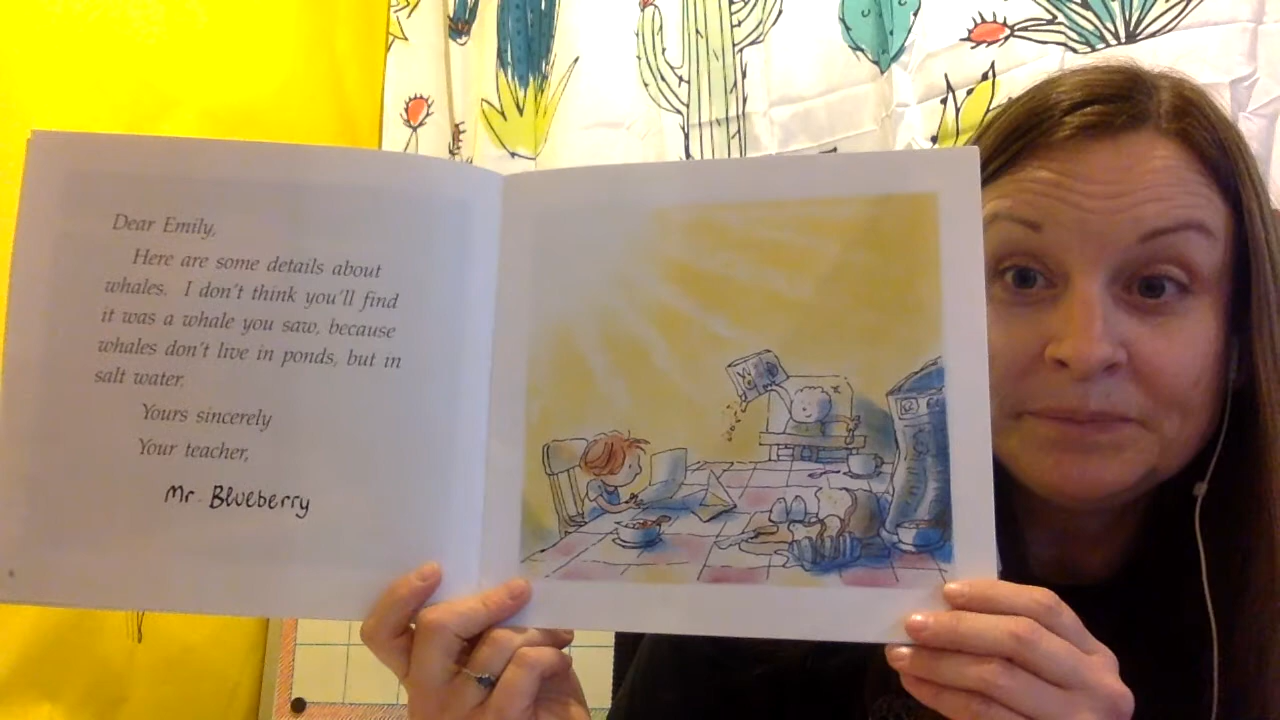 Dear Emily,
Here are some details about
whales. I don't think you'll find
it was a whale you saw, because
whales don't live in ponds, but in
salt water.
Yours sincerely
Your teacher,
Mr. Blueberry